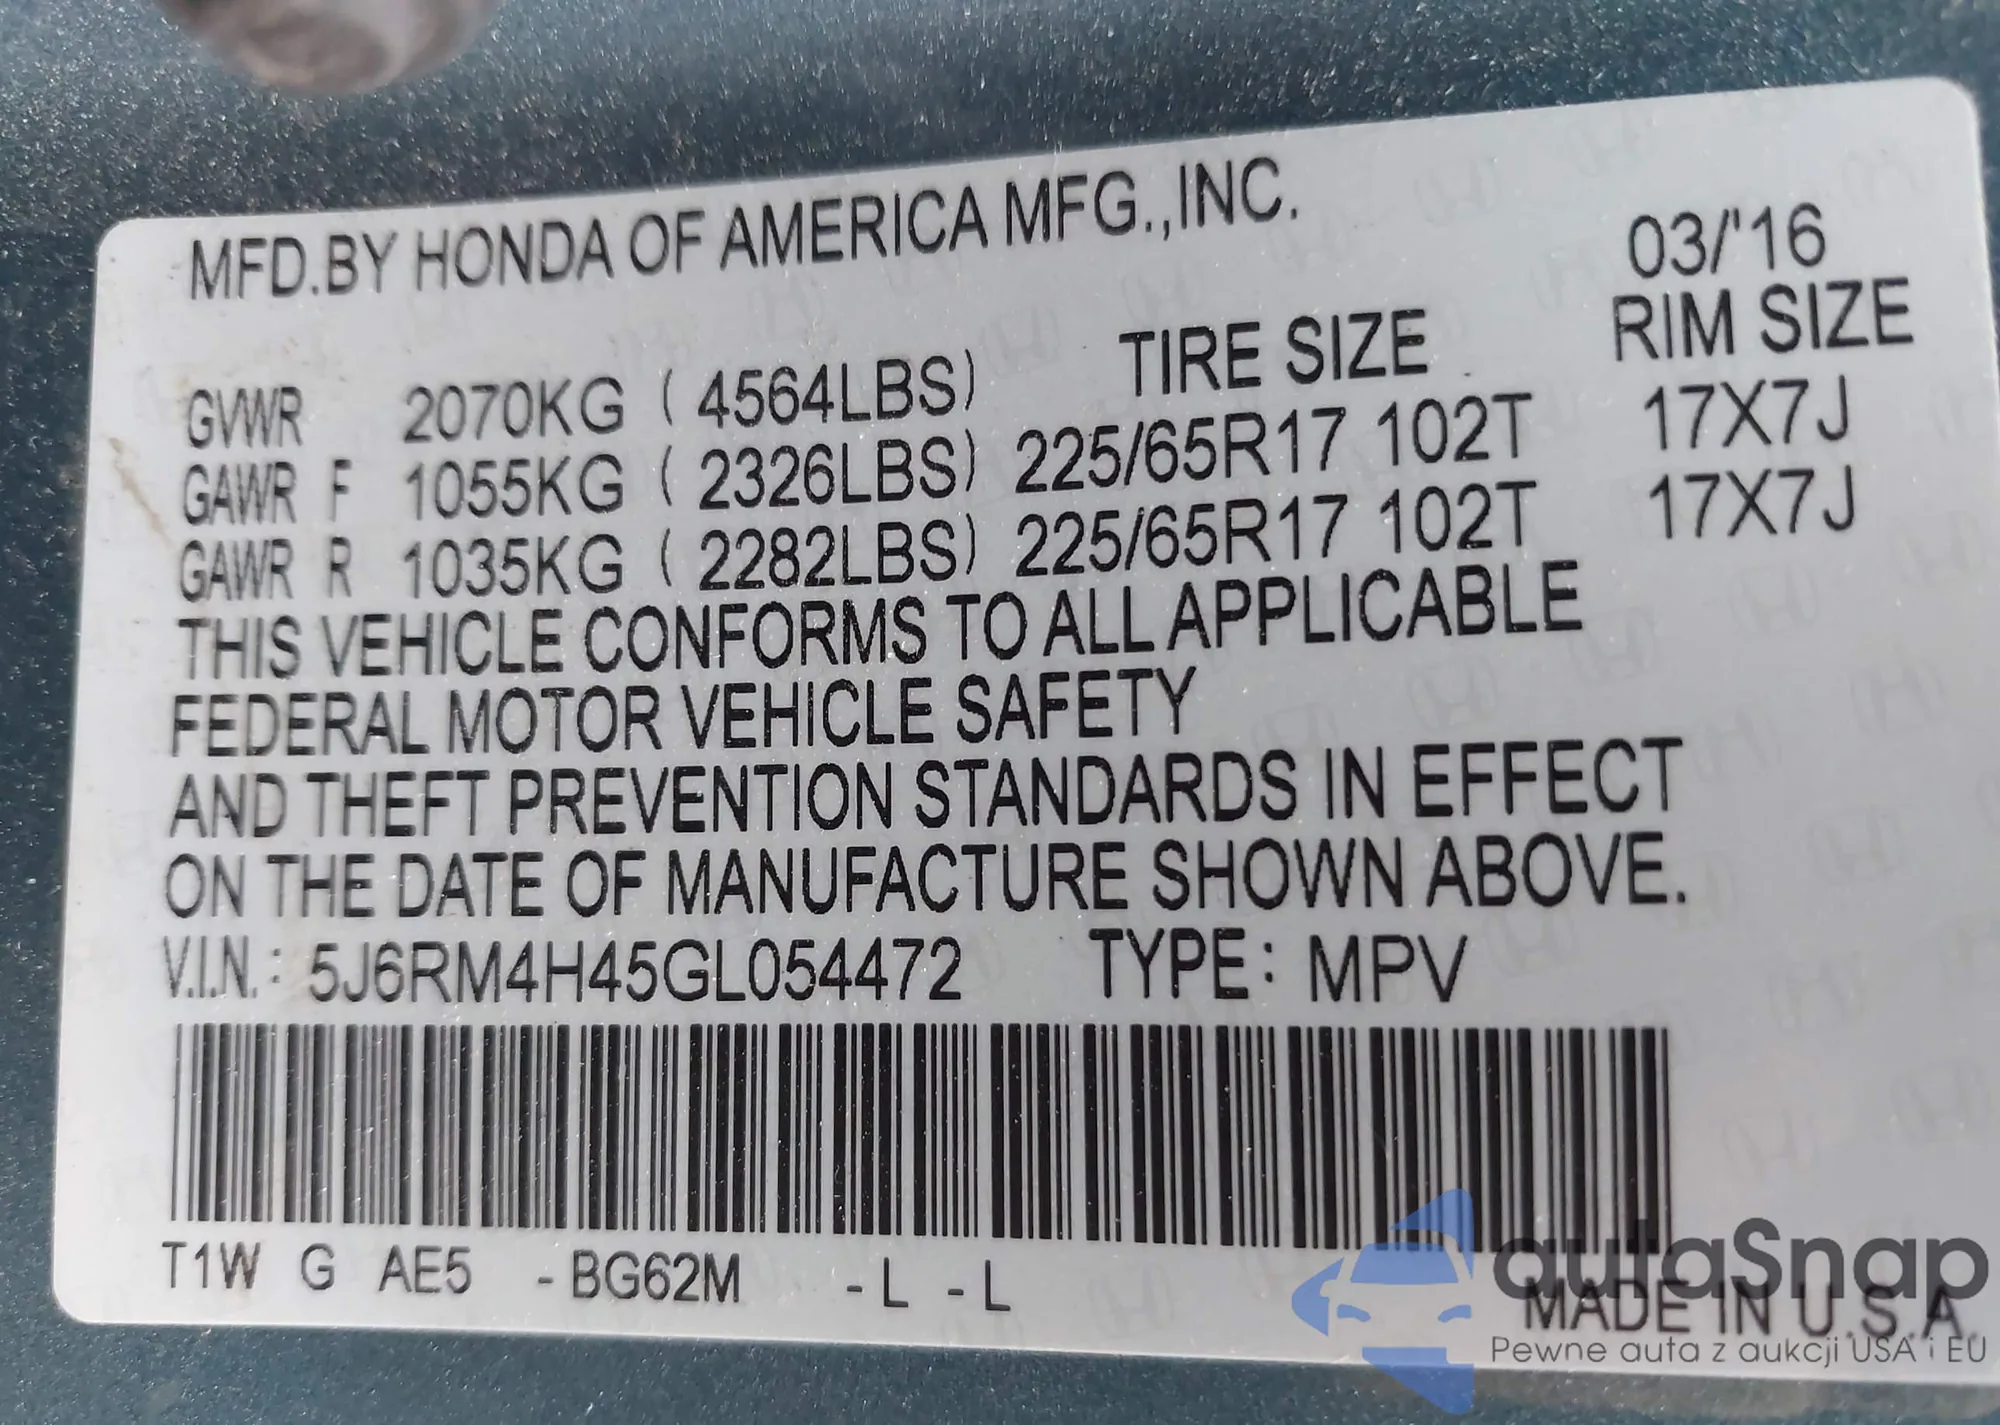 MFD.BY HONDA OF AMERICA MFG.,INC.
03/'16
TIRE SIZE RIM SIZE
GVWR 2070KG ( 4564LBS)
GAWR F 1055KG ( 2326LBS) 225/65R17 102T 17X7J
GAWR R 1035KG ( 2282LBS) 225/65R17 102T 17X7J
THIS VEHICLE CONFORMS TO ALL APPLICABLE
FEDERAL MOTOR VEHICLE SAFETY
AND THEFT PREVENTION STANDARDS IN EFFECT
ON THE DATE OF MANUFACTURE SHOWN ABOVE.
V.I.N.: 5J6RM4H45GL054472 TYPE: MPV
T1W G AE5 - BG62M - L - L
MADE IN U.S.A.
autaSnap
Pewne auta z aukcji USA i EU